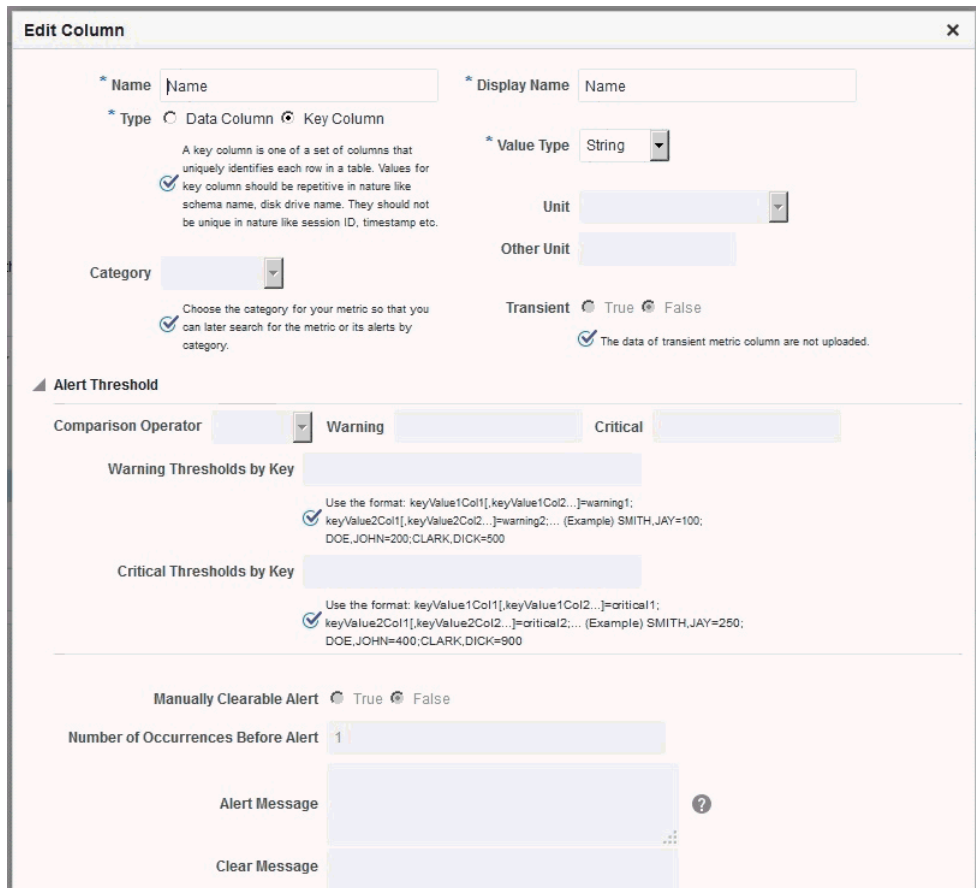 Edit Column
* Name Name
* Display Name Name
* Type Data Column Key Column
A key column is one of a set of columns that
uniquely identifies each row in a table. Values for
key column should be repetitive in nature like
schema name, disk drive name. They should not
be unique in nature like session ID, timestamp etc.
* Value Type String
Unit
Other Unit
Category
Choose the category for your metric so that you
can later search for the metric or its alerts by
category.
Transient True False
The data of transient metric column are not uploaded.
Alert Threshold
Comparison Operator Warning Critical
Warning Thresholds by Key
Use the format: keyValue1Col1[,keyValue1Col2...]=warning1;
keyValue2Col1[,keyValue2Col2...]=warning2;... (Example) SMITH,JAY=100;
DOE,JOHN=200;CLARK,DICK=500
Critical Thresholds by Key
Use the format: keyValue1Col1[,keyValue1Col2...]=critical1;
keyValue2Col1[,keyValue2Col2...]=critical2;... (Example) SMITH,JAY=250;
DOE,JOHN=400;CLARK,DICK=900
Manually Clearable Alert True False
Number of Occurrences Before Alert 1
Alert Message
Clear Message